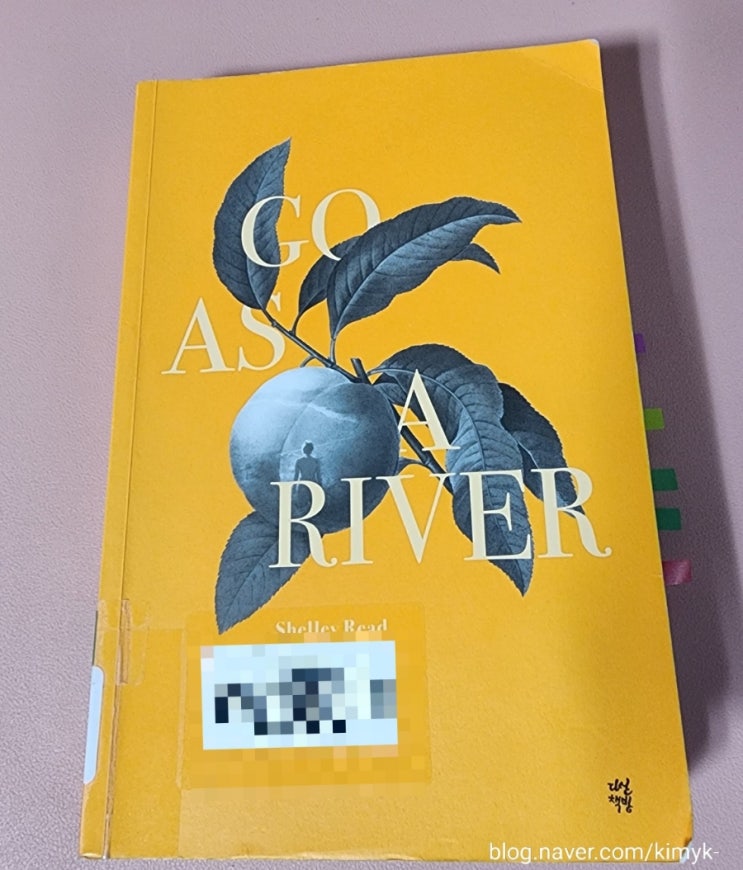 GO
AS
A
RIVER
Shelley Read
다산
책방
blog.naver.com/kimyk-